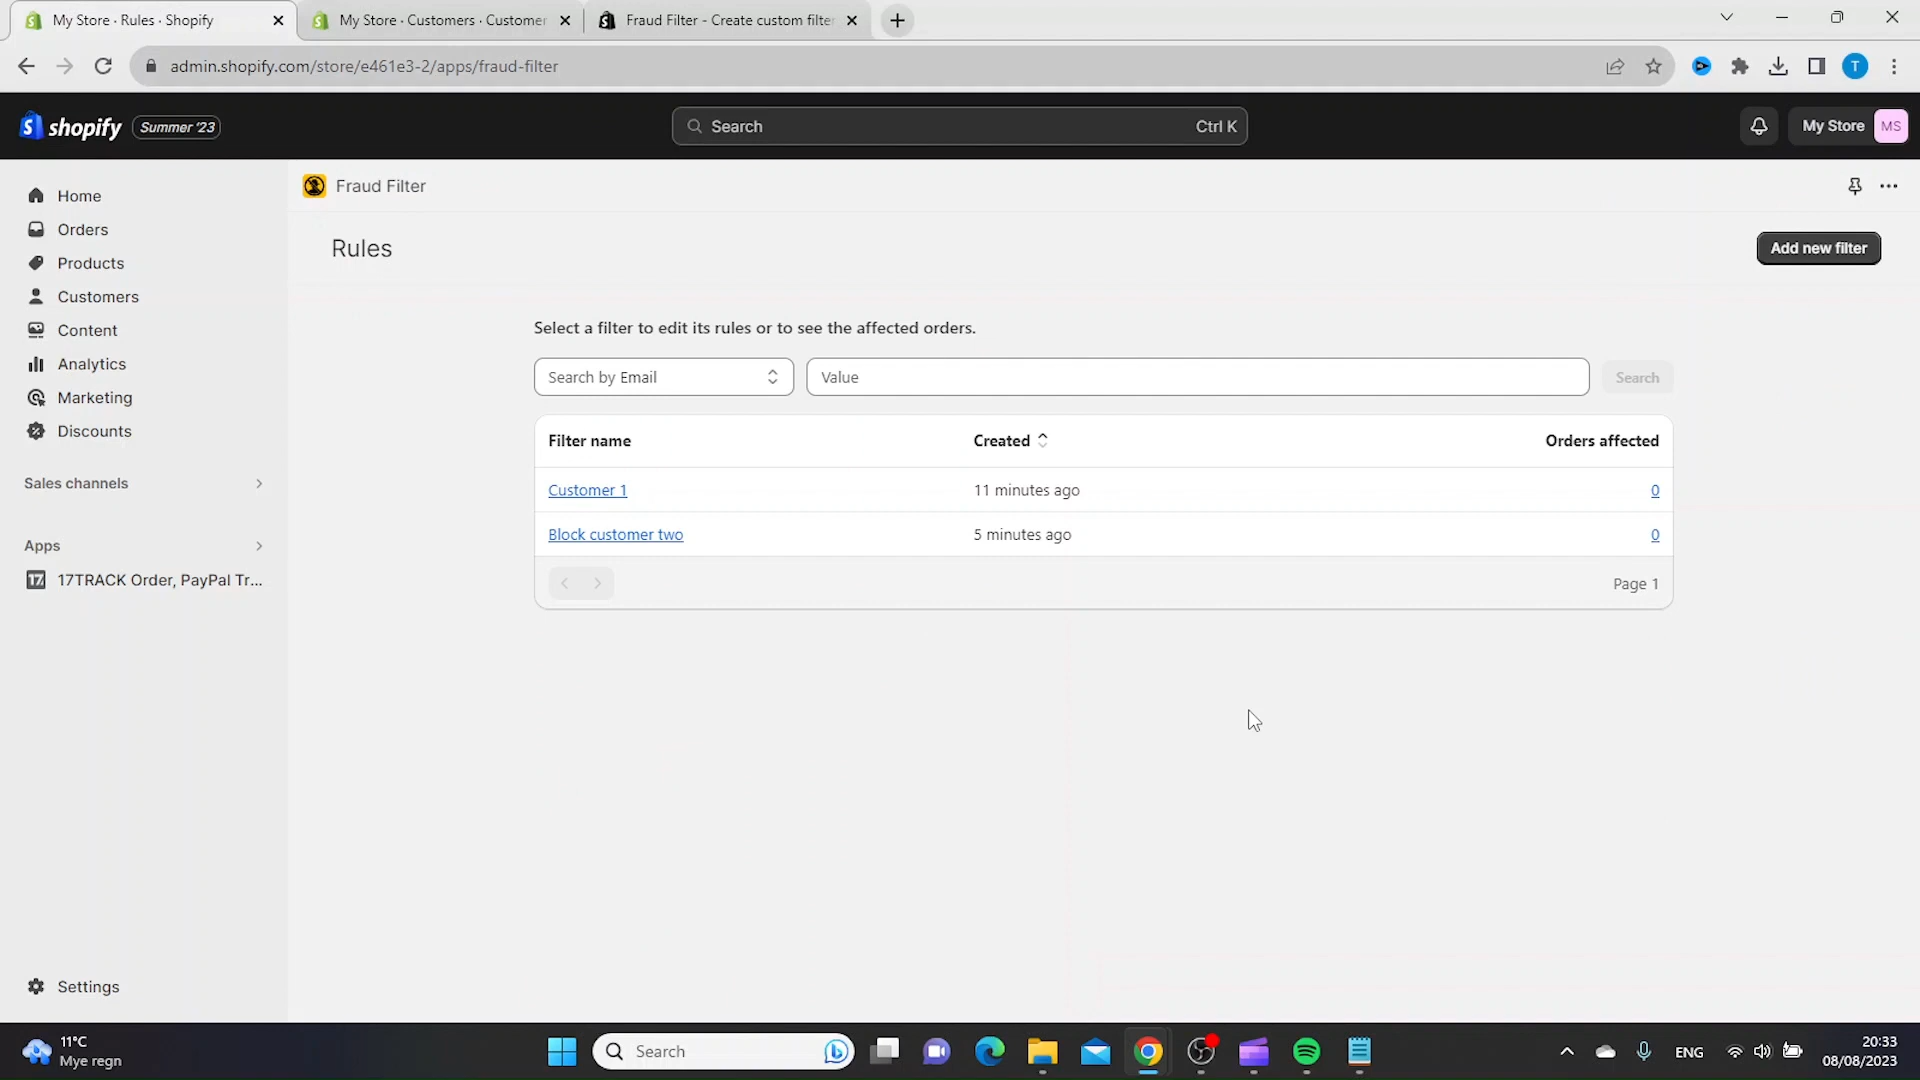 My Store · Rules · Shopify
My Store · Customers · Customer
Fraud Filter - Create custom filter
admin.shopify.com/store/e461e3-2/apps/fraud-filter
T
shopify
Summer '23
Search
Ctrl K
My Store
MS
Home
Orders
Products
Customers
Content
Analytics
Marketing
Discounts
Sales channels
Apps
17
17TRACK Order, PayPal Tr...
Settings
Fraud Filter
Rules
Add new filter
Select a filter to edit its rules or to see the affected orders.
Search by Email
Value
Search
Filter name
Created
Orders affected
Customer 1
11 minutes ago
0
Block customer two
5 minutes ago
0
Page 1
11°C
Mye regn
Search
ENG
20:33
08/08/2023